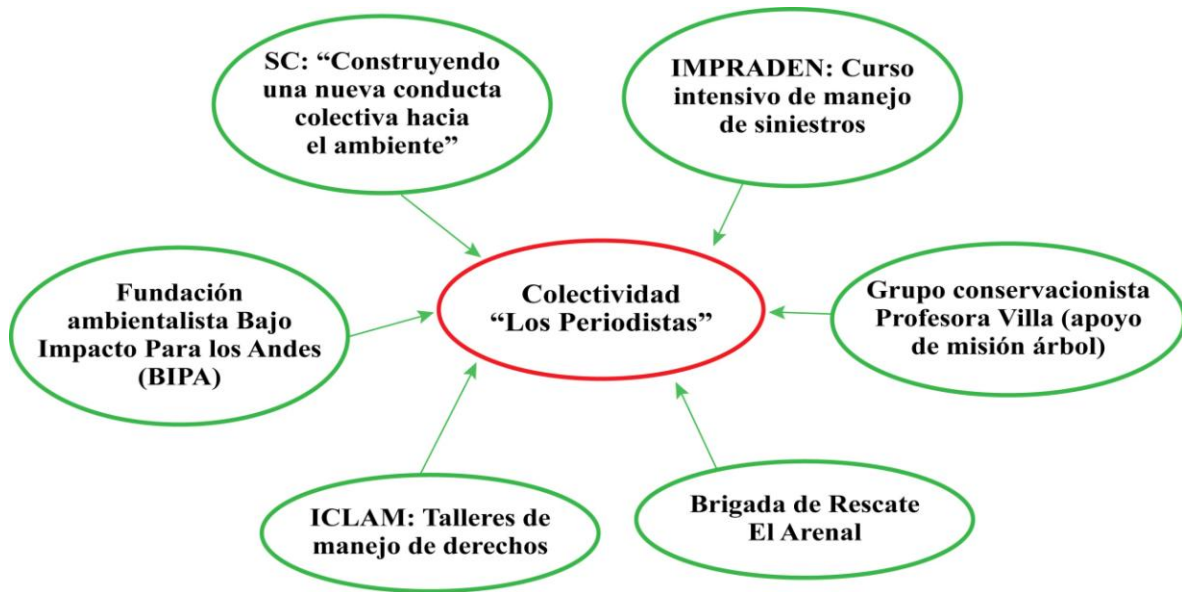 SC: “Construyendo
una nueva conducta
colectiva hacia
el ambiente”
IMPRADEN: Curso
intensivo de manejo
de siniestros
Fundación
ambientalista Bajo
Impacto Para los Andes
(BIPA)
Colectividad
“Los Periodistas”
Grupo conservacionista
Profesora Villa (apoyo
de misión árbol)
ICLAM: Talleres de
manejo de derechos
Brigada de Rescate
El Arenal